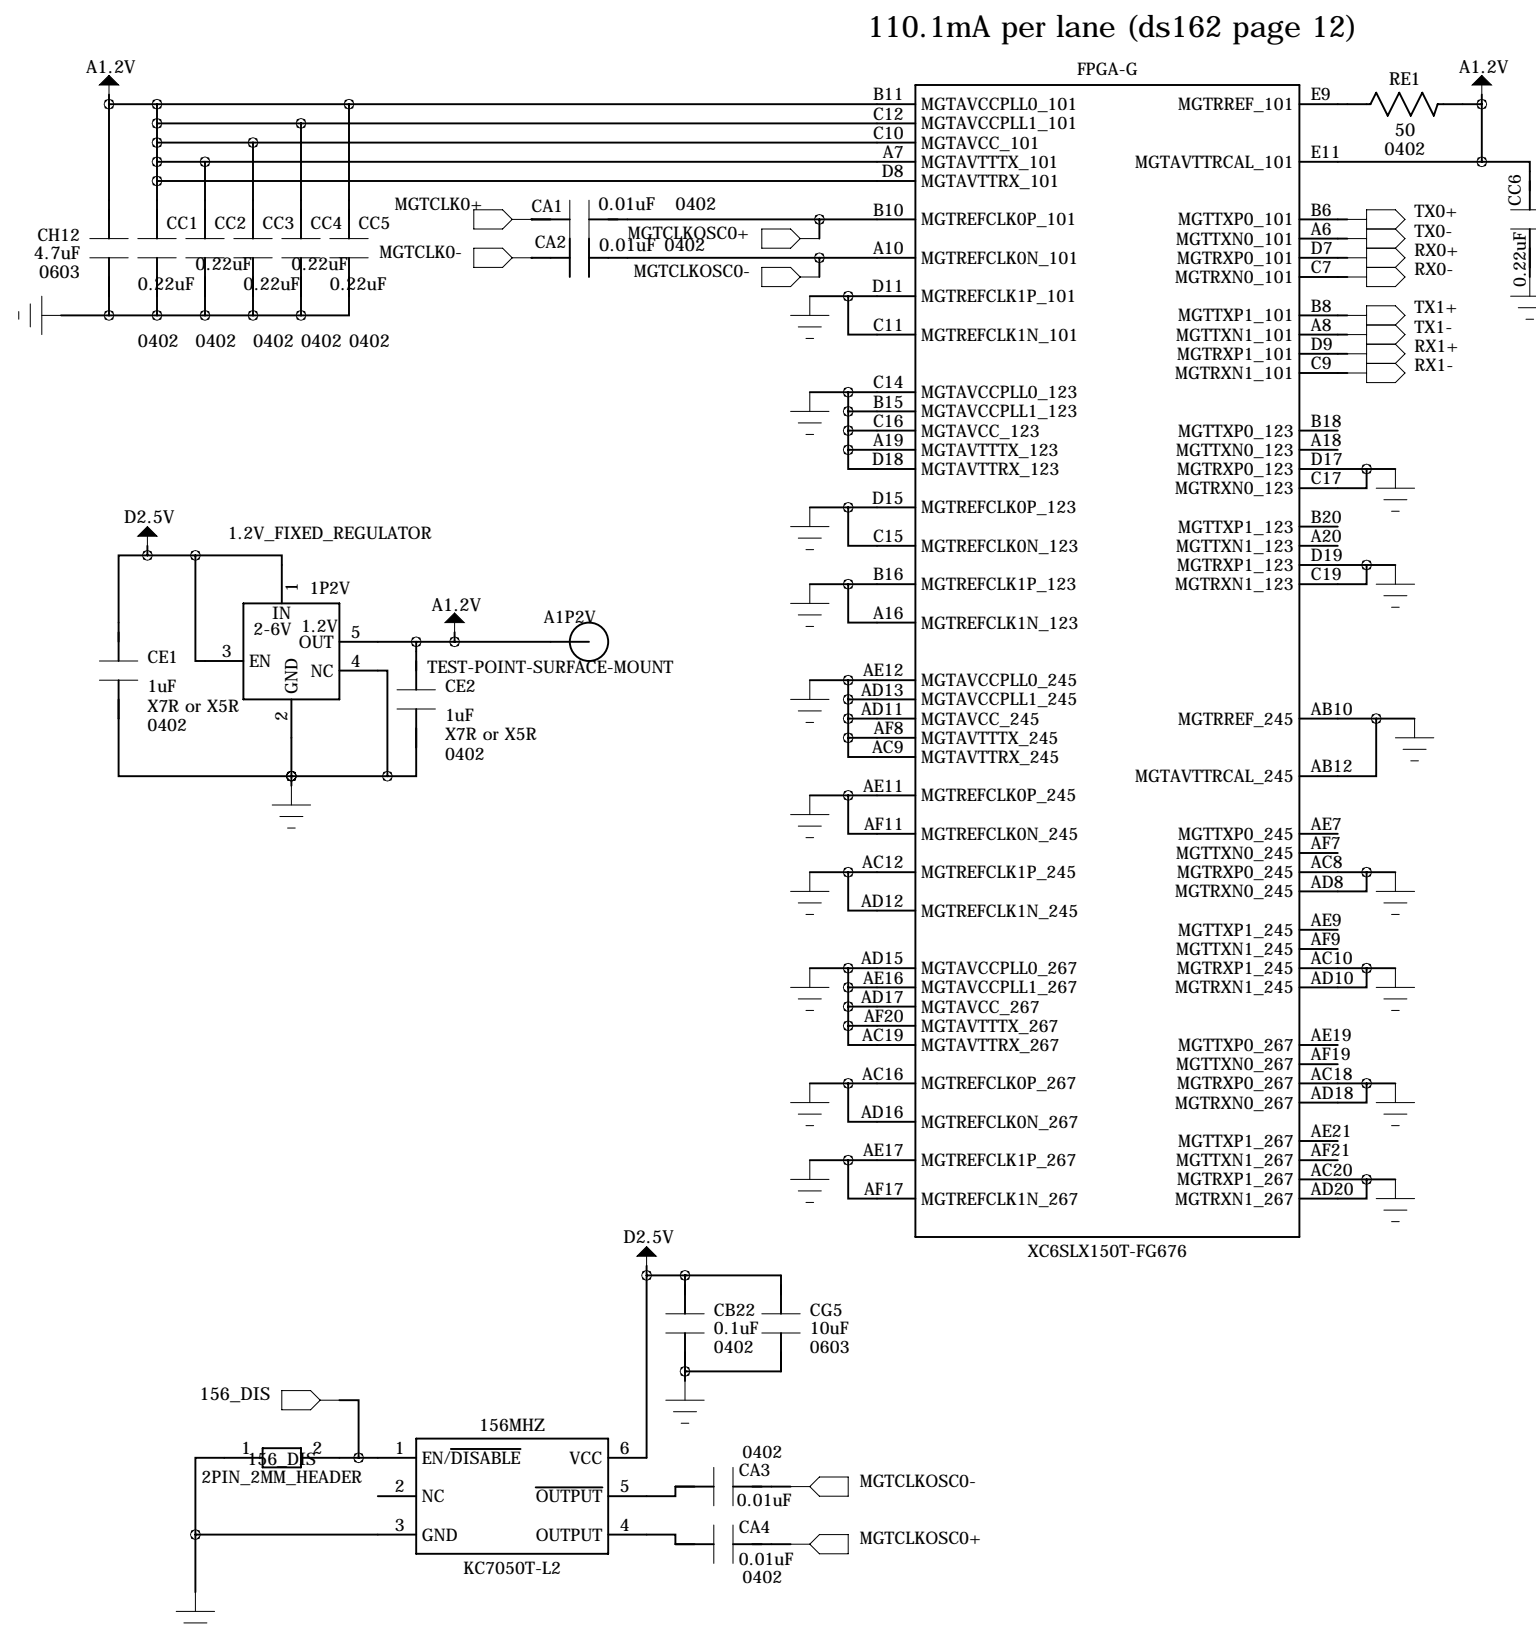 110.1mA per lane (ds162 page 12)
FPGA-G
A1.2V
B11 MGTAVCCPLL0_101
C12 MGTAVCCPLL1_101
C10 MGTAVCC_101
A7 MGTAVTTTX_101
D8 MGTAVTTRX_101
MGTCLK0+
CA1
0.01uF 0402
B10 MGTREFCLK0P_101
MGTCLKOSC0+
MGTCLK0-
CA2
0.01uF 0402
A10 MGTREFCLK0N_101
MGTCLKOSC0-
D11 MGTREFCLK1P_101
C11 MGTREFCLK1N_101
CH12
4.7uF
0603
CC1 CC2 CC3 CC4 CC5
0.22uF 0.22uF
0.22uF 0.22uF 0.22uF
0402 0402 0402 0402 0402
MGTRREF_101 E9
RE1
50
0402
A1.2V
MGTAVTTRCAL_101 E11
CC6
0.22uF
MGTTXP0_101 B6 TX0+
MGTTXN0_101 A6 TX0-
MGTRXP0_101 D7 RX0+
MGTRXN0_101 C7 RX0-
MGTTXP1_101 B8 TX1+
MGTTXN1_101 A8 TX1-
MGTRXP1_101 D9 RX1+
MGTRXN1_101 C9 RX1-
C14 MGTAVCCPLL0_123
B15 MGTAVCCPLL1_123
C16 MGTAVCC_123
A19 MGTAVTTTX_123
D18 MGTAVTTRX_123
D15 MGTREFCLK0P_123
C15 MGTREFCLK0N_123
B16 MGTREFCLK1P_123
A16 MGTREFCLK1N_123
MGTTXP0_123 B18
MGTTXN0_123 A18
MGTRXP0_123 D17
MGTRXN0_123 C17
MGTTXP1_123 B20
MGTTXN1_123 A20
MGTRXP1_123 D19
MGTRXN1_123 C19
D2.5V
1.2V_FIXED_REGULATOR
1
1P2V
IN
2-6V
1.2V
OUT
5
A1.2V
A1P2V
TEST-POINT-SURFACE-MOUNT
3 EN
GND
NC 4
2
CE1
1uF
X7R or X5R
0402
CE2
1uF
X7R or X5R
0402
AE12 MGTAVCCPLL0_245
AD13 MGTAVCCPLL1_245
AD11 MGTAVCC_245
AF8 MGTAVTTTX_245
AC9 MGTAVTTRX_245
AE11 MGTREFCLK0P_245
AF11 MGTREFCLK0N_245
AC12 MGTREFCLK1P_245
AD12 MGTREFCLK1N_245
MGTRREF_245 AB10
MGTAVTTRCAL_245 AB12
MGTTXP0_245 AE7
MGTTXN0_245 AF7
MGTRXP0_245 AC8
MGTRXN0_245 AD8
MGTTXP1_245 AE9
MGTTXN1_245 AF9
MGTRXP1_245 AC10
MGTRXN1_245 AD10
AD15 MGTAVCCPLL0_267
AE16 MGTAVCCPLL1_267
AD17 MGTAVCC_267
AF20 MGTAVTTTX_267
AC19 MGTAVTTRX_267
AC16 MGTREFCLK0P_267
AD16 MGTREFCLK0N_267
AE17 MGTREFCLK1P_267
AF17 MGTREFCLK1N_267
MGTTXP0_267 AE19
MGTTXN0_267 AF19
MGTRXP0_267 AC18
MGTRXN0_267 AD18
MGTTXP1_267 AE21
MGTTXN1_267 AF21
MGTRXP1_267 AC20
MGTRXN1_267 AD20
XC6SLX150T-FG676
D2.5V
CB22
0.1uF
0402
CG5
10uF
0603
156_DIS
1 2
156_DIS
2PIN_2MM_HEADER
156MHZ
1 EN/DISABLE
VCC 6
2 NC
OUTPUT 5
3 GND
OUTPUT 4
KC7050T-L2
0402
CA3
0.01uF
MGTCLKOSC0-
CA4
0.01uF
0402
MGTCLKOSC0+